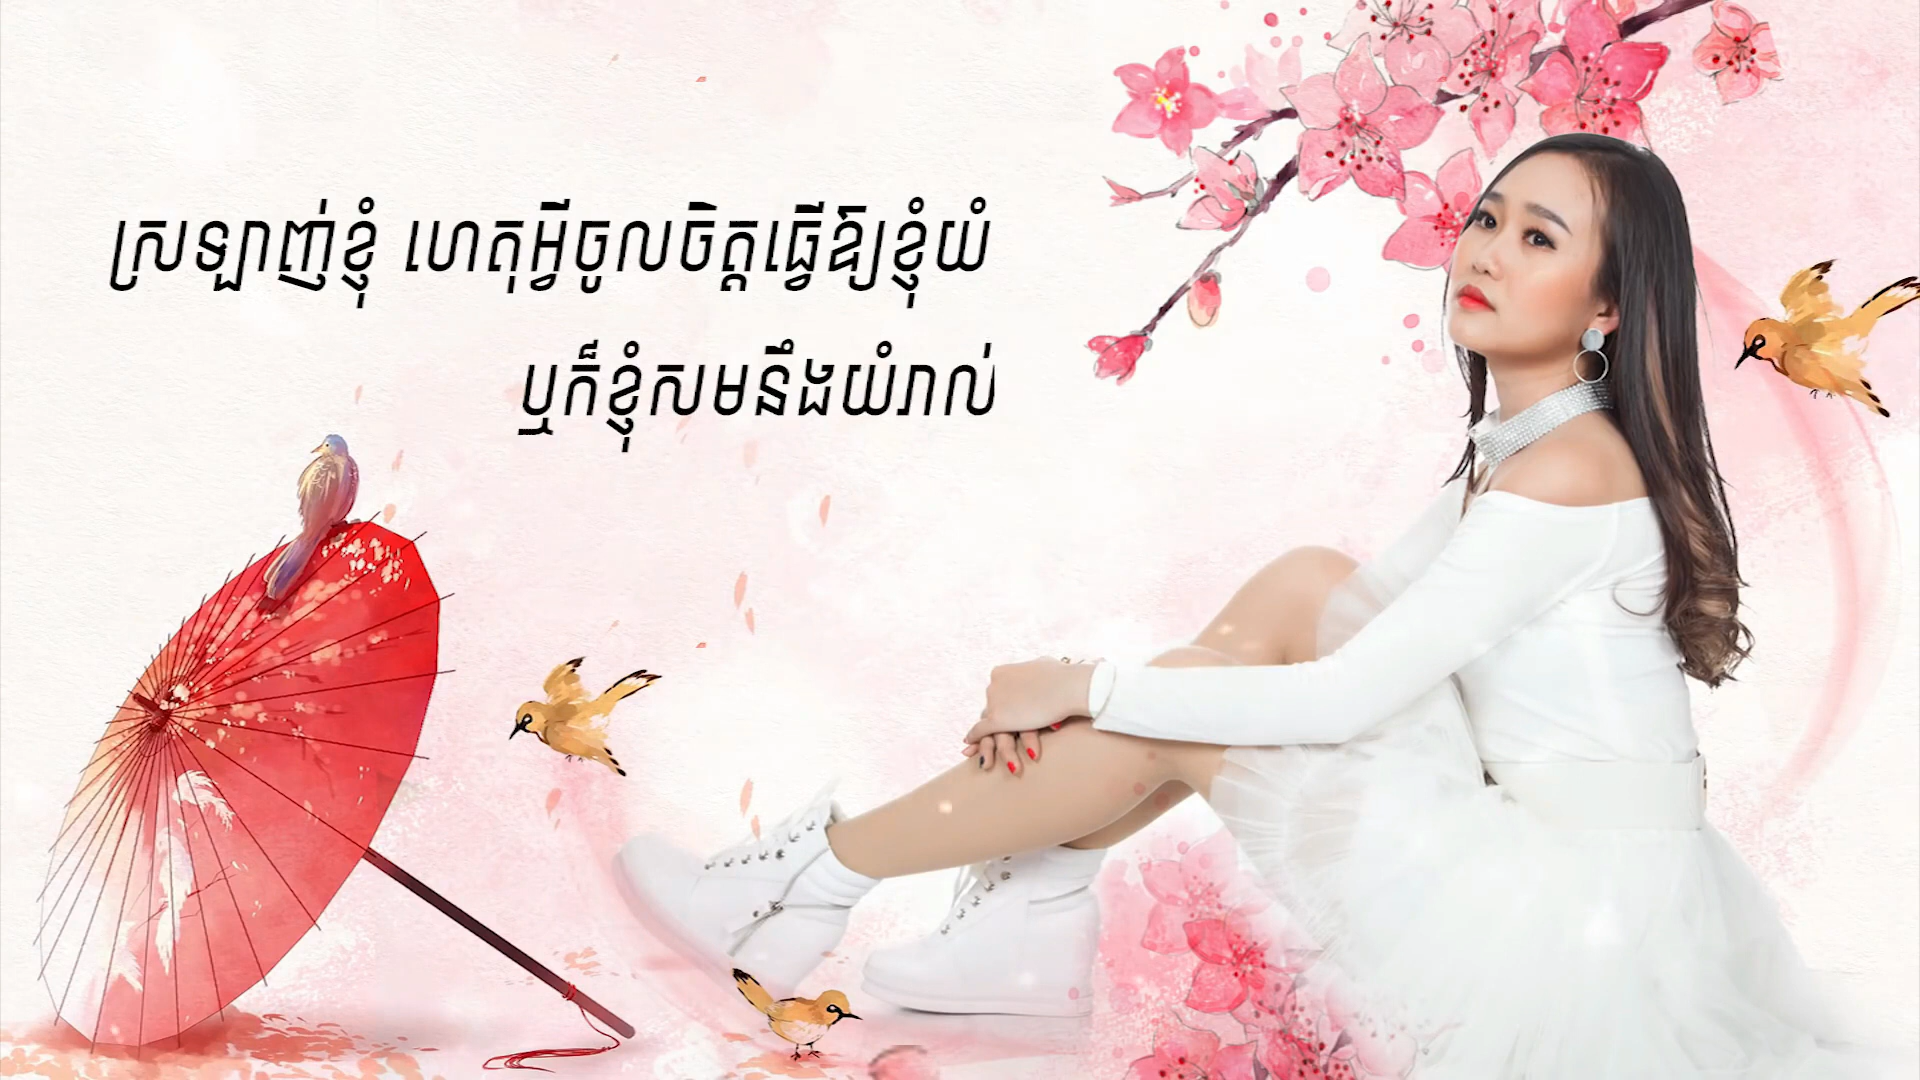 ស្រឡាញ់ខ្ញុំ ហេតុអ្វីចូលចិត្តធ្វើឱ្យខ្ញុំយំ
ឬក៏ខ្ញុំសមនឹងយំរាល់